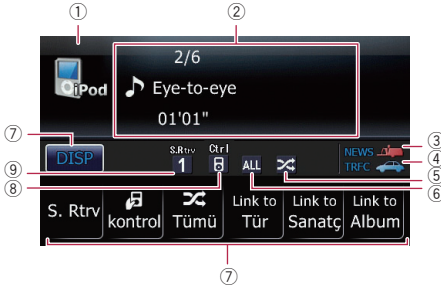 ①
②
2/6
iPod
Eye-to-eye
01'01"
⑦
DISP
S.Rtrv
1
Ctrl
ALL
NEWS
TRFC
③
④
⑤
⑥
⑨
⑧
S. Rtrv
kontrol
Tümü
Link to
Tür
Link to
Sanatç
Link to
Album
⑦